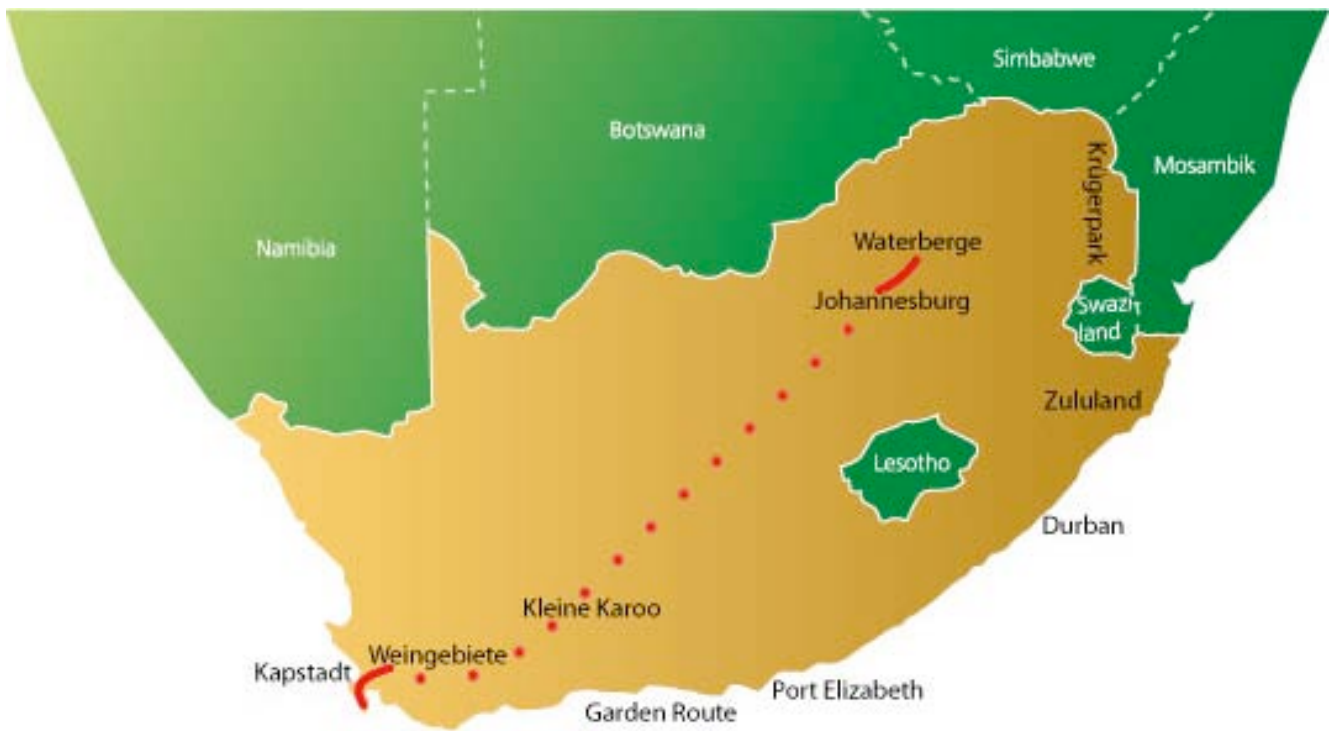 Simbabwe
Botswana
Krügerpark
Mosambik
Namibia
Waterberge
Johannesburg
Swazi
land
Zululand
Lesotho
Durban
Kleine Karoo
Weingebiete
Kapstadt
Port Elizabeth
Garden Route